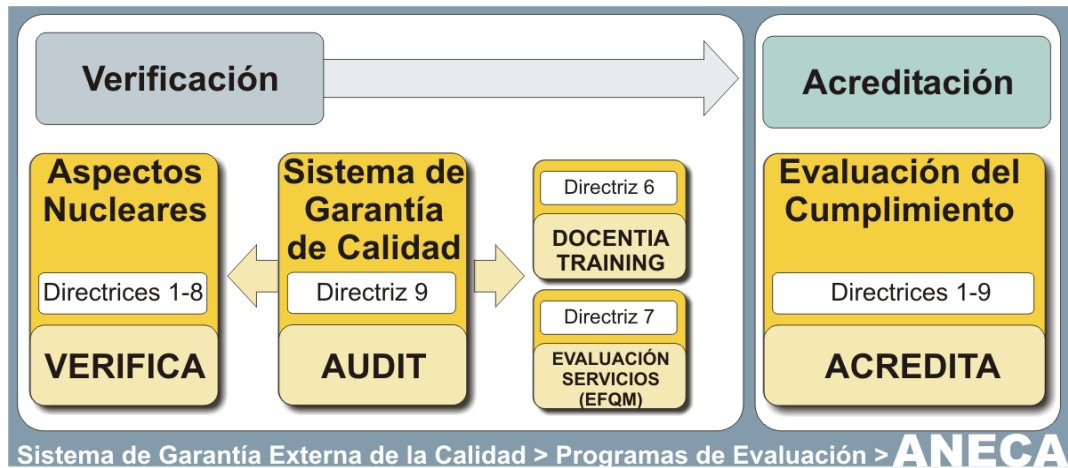 Verificación
Acreditación
Aspectos
Nucleares
Directrices 1-8
VERIFICA
Sistema de
Garantía
de Calidad
Directriz 9
AUDIT
Directriz 6
DOCENTIA
TRAINING
Directriz 7
EVALUACIÓN
SERVICIOS
(EFQM)
Evaluación del
Cumplimiento
Directrices 1-9
ACREDITA
Sistema de Garantía Externa de la Calidad > Programas de Evaluación > ANECA